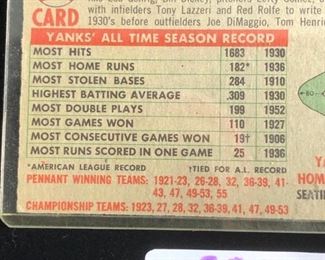 CARD
with infielders Tony Lazzeri and Red Rolfe to write
1930's before outfielders Joe DiMaggio, Tom Henri
YANKS' ALL TIME SEASON RECORD
MOST HITS 1683 1930
MOST HOME RUNS 182* 1936
MOST STOLEN BASES 284 1910
HIGHEST BATTING AVERAGE .309 1930
MOST DOUBLE PLAYS 199 1952
MOST GAMES WON 110 1927
MOST CONSECUTIVE GAMES WON 19† 1906
MOST RUNS SCORED IN ONE GAME 25 1936
*AMERICAN LEAGUE RECORD †TIED FOR A.L. RECORD
PENNANT WINNING TEAMS: 1921-23, 26-28, 32, 36-39, 41-
43, 47, 49-53, 55
CHAMPIONSHIP TEAMS: 1923, 27, 28, 32, 36-39, 41, 47, 49-53
YA
HOM
SEATIN